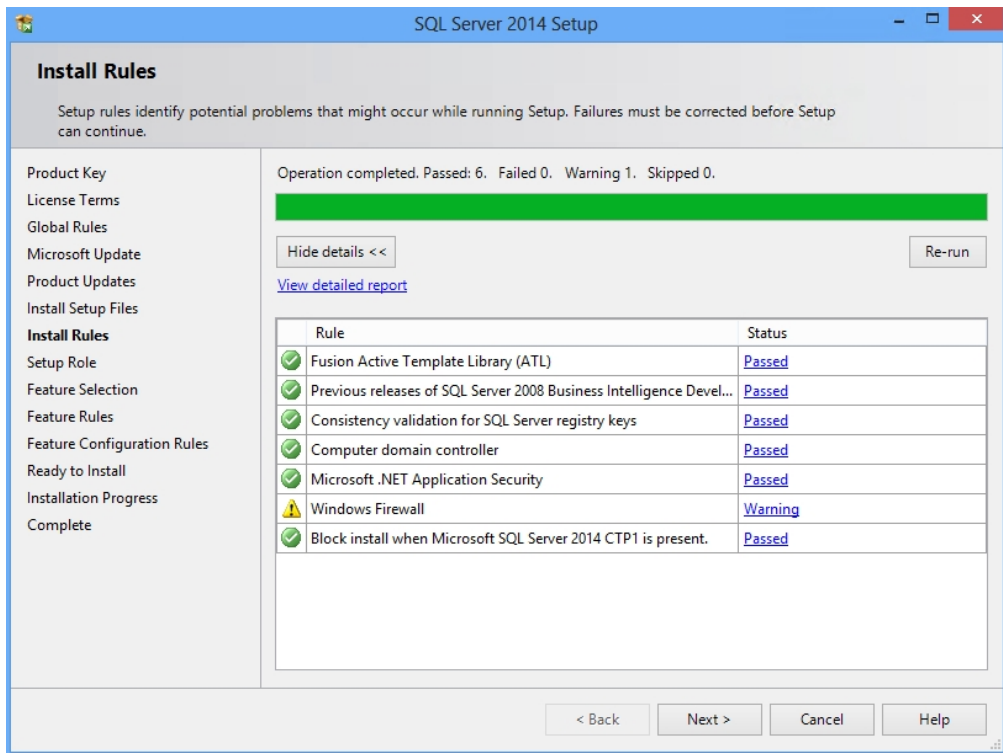 SQL Server 2014 Setup
Install Rules
Setup rules identify potential problems that might occur while running Setup. Failures must be corrected before Setup
can continue.
Product Key
License Terms
Global Rules
Microsoft Update
Product Updates
Install Setup Files
Install Rules
Setup Role
Feature Selection
Feature Rules
Feature Configuration Rules
Ready to Install
Installation Progress
Complete
Operation completed. Passed: 6. Failed 0. Warning 1. Skipped 0.
Hide details <<
Re-run
View detailed report
Rule Status
Fusion Active Template Library (ATL) Passed
Previous releases of SQL Server 2008 Business Intelligence Devel... Passed
Consistency validation for SQL Server registry keys Passed
Computer domain controller Passed
Microsoft .NET Application Security Passed
Windows Firewall Warning
Block install when Microsoft SQL Server 2014 CTP1 is present. Passed
< Back Next > Cancel Help